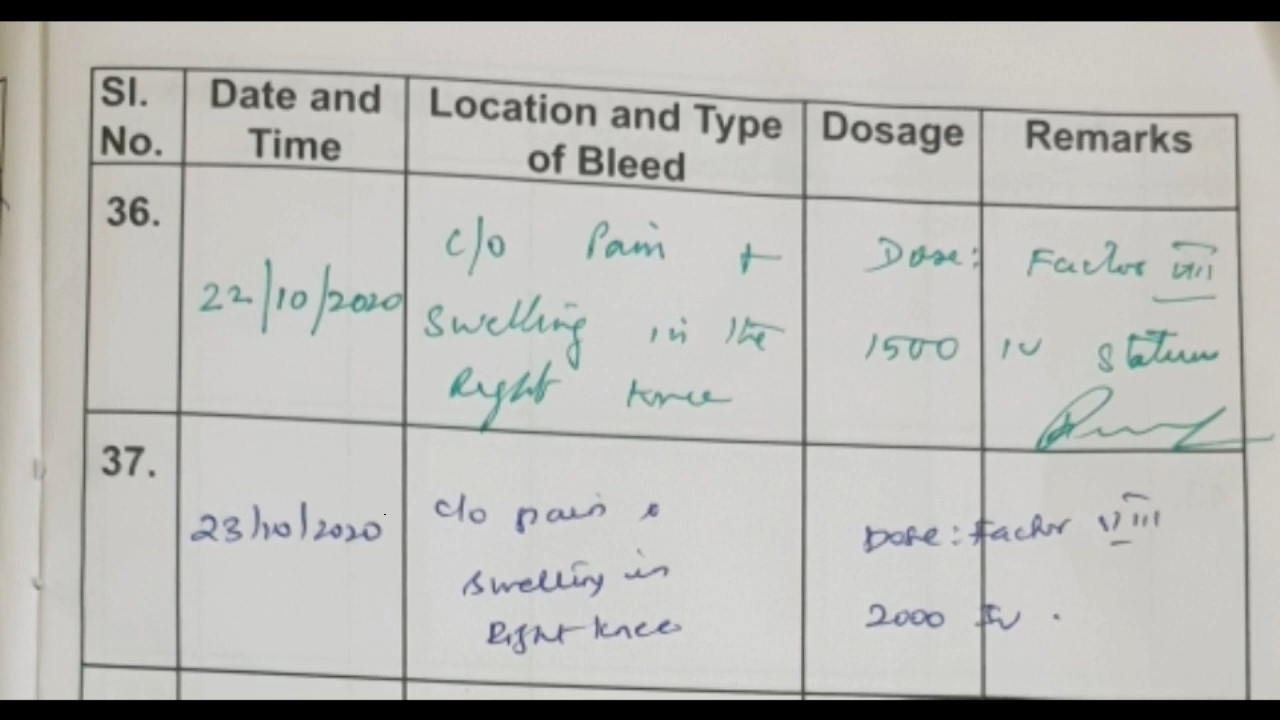 Sl. No. Date and Time Location and Type of Bleed Dosage Remarks
36.
22/10/2020
c/o Pain +
Swelling in the
Right Knee
Dose: Factor VIII
1500 IU statum
37.
23/10/2020
c/o pain &
swelling in
Right knee
Dose: Factor VIII
2000 IU.